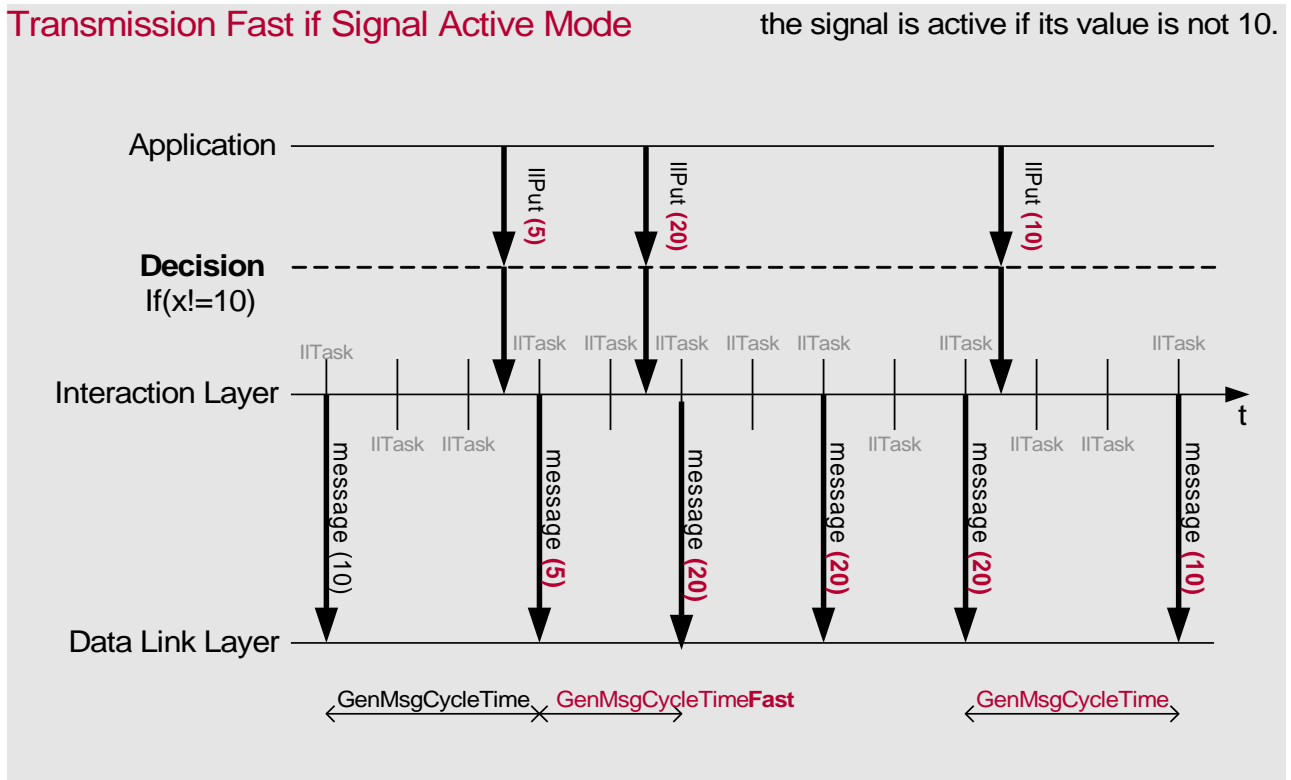 Transmission Fast if Signal Active Mode
the signal is active if its value is not 10.
Application
IlPut (5)
IlPut (20)
IlPut (10)
Decision
If(x!=10)
IlTask
IlTask
IlTask
IlTask
IlTask
IlTask
IlTask
IlTask
Interaction Layer
t
IlTask
IlTask
IlTask
IlTask
IlTask
message (10)
message (5)
message (20)
message (20)
message (20)
message (10)
Data Link Layer
GenMsgCycleTime
GenMsgCycleTimeFast
GenMsgCycleTime